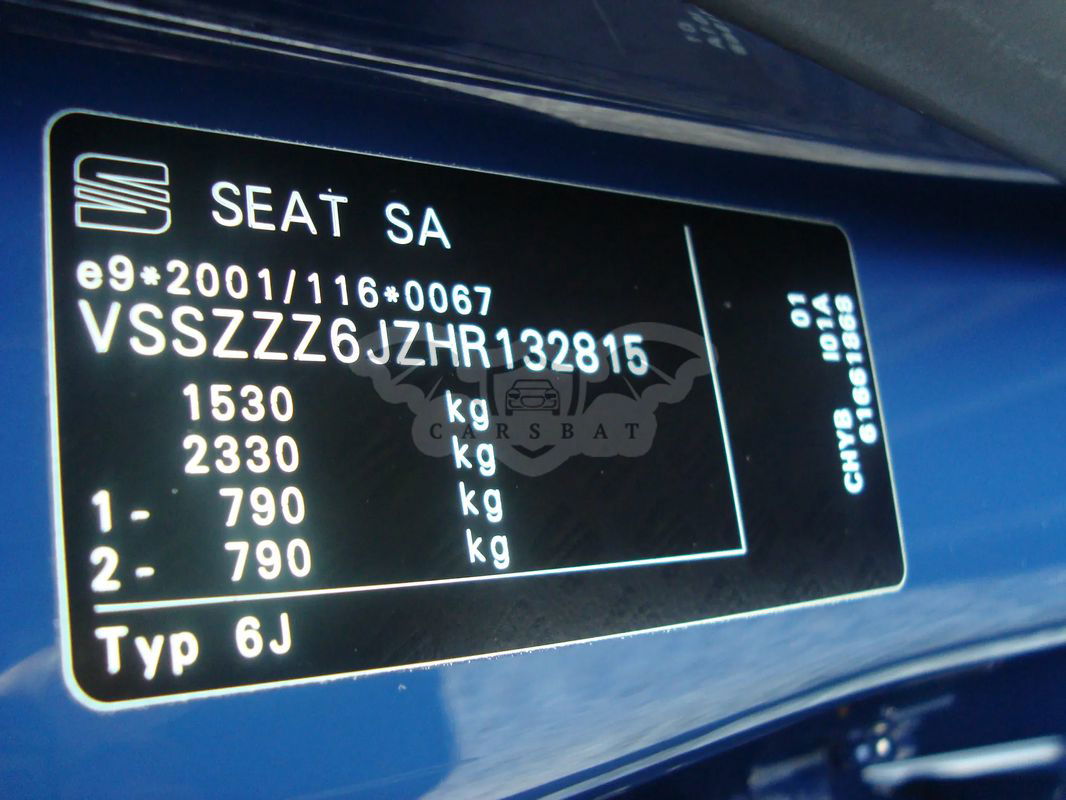 SEAT SA
e9*2001/116*0067
VSSZZZ6JZHR132815
1530 kg
2330 kg
1- 790 kg
2- 790 kg
Typ 6J
01
I01A
CHYB 61661868
CARSBAT